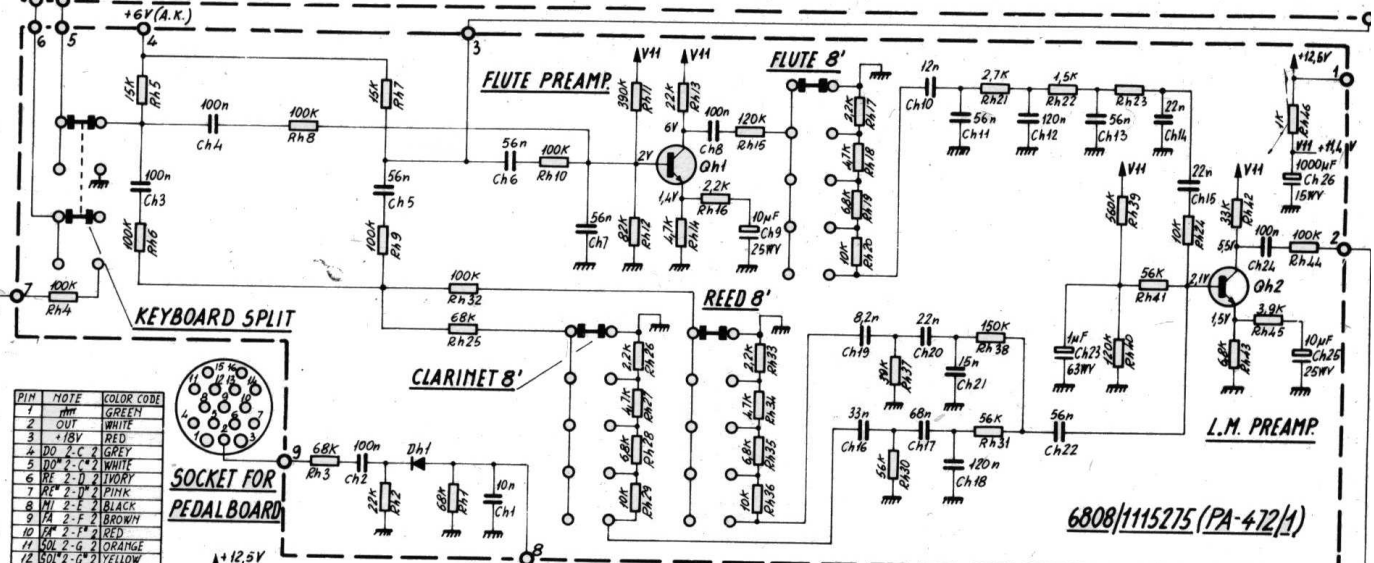 +6V(A.K.)
6
5
4
3
15K
Rh5
15K
Rh7
FLUTE PREAMP.
390K
Rh11
V11
V11
22K
Rh13
FLUTE 8'
2,2K
Rh17
12n
Ch10
2,7K
Rh21
1,5K
Rh22
Rh23
+12,5V
1
1K
Rh46
100n
Ch4
100K
Rh8
56n
Ch6
100K
Rh10
2V
6V
100n
Ch8
120K
Rh15
Qh1
4,7K
Rh18
56n
Ch11
120n
Ch12
56n
Ch13
22n
Ch14
V11 +11,4V
1000µF
Ch26
15WV
100n
Ch3
100K
Rh6
56n
Ch5
100K
Rh9
56n
Ch7
82K
Rh12
1,4V
4,7K
Rh14
2,2K
Rh16
10µF
Ch9
25WV
6,8K
Rh19
10K
Rh20
V11
560K
Rh39
22n
Ch15
10K
Rh24
V11
33K
Rh42
5,5V
100n
Ch24
100K
Rh44
2
7
100K
Rh4
KEYBOARD SPLIT
100K
Rh32
68K
Rh25
REED 8'
CLARINET 8'
56K
Rh41
2,1V
Qh2
1,5V
3,9K
Rh45
1µF
Ch23
63WV
120K
Rh40
6,8K
Rh43
10µF
Ch25
25WV
L.M. PREAMP.
2,2K
Rh26
4,7K
Rh27
6,8K
Rh28
10K
Rh29
2,2K
Rh33
4,7K
Rh34
6,8K
Rh35
10K
Rh36
8,2n
Ch19
22n
Ch20
150K
Rh38
39K
Rh37
15n
Ch21
33n
Ch16
68n
Ch17
56K
Rh31
56n
Ch22
56K
Rh30
120n
Ch18
6808/1115275 (PA-472/1)
PIN NOTE COLOR CODE
1 GREEN
2 OUT WHITE
3 +18V RED
4 DO 2-C 2 GREY
5 DO# 2-C# 2 WHITE
6 RE 2-D 2 IVORY
7 RE# 2-D# 2 PINK
8 MI 2-E 2 BLACK
9 FA 2-F 2 BROWN
10 FA# 2-F# 2 RED
11 SOL 2-G 2 ORANGE
12 SOL# 2-G# 2 YELLOW
SOCKET FOR
PEDALBOARD
9
68K
Rh3
100n
Ch2
Dh1
22K
Rh2
68K
Rh1
10n
Ch1
8
+12,5V